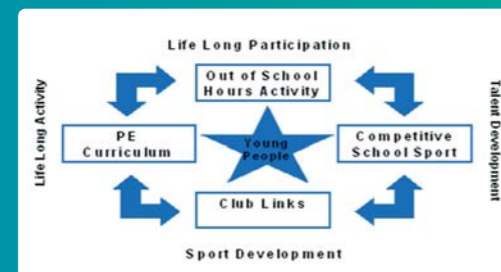 Life Long Participation
Out of School
Hours Activity
Life Long Activity
PE
Curriculum
Young
People
Competitive
School Sport
Talent Development
Club Links
Sport Development